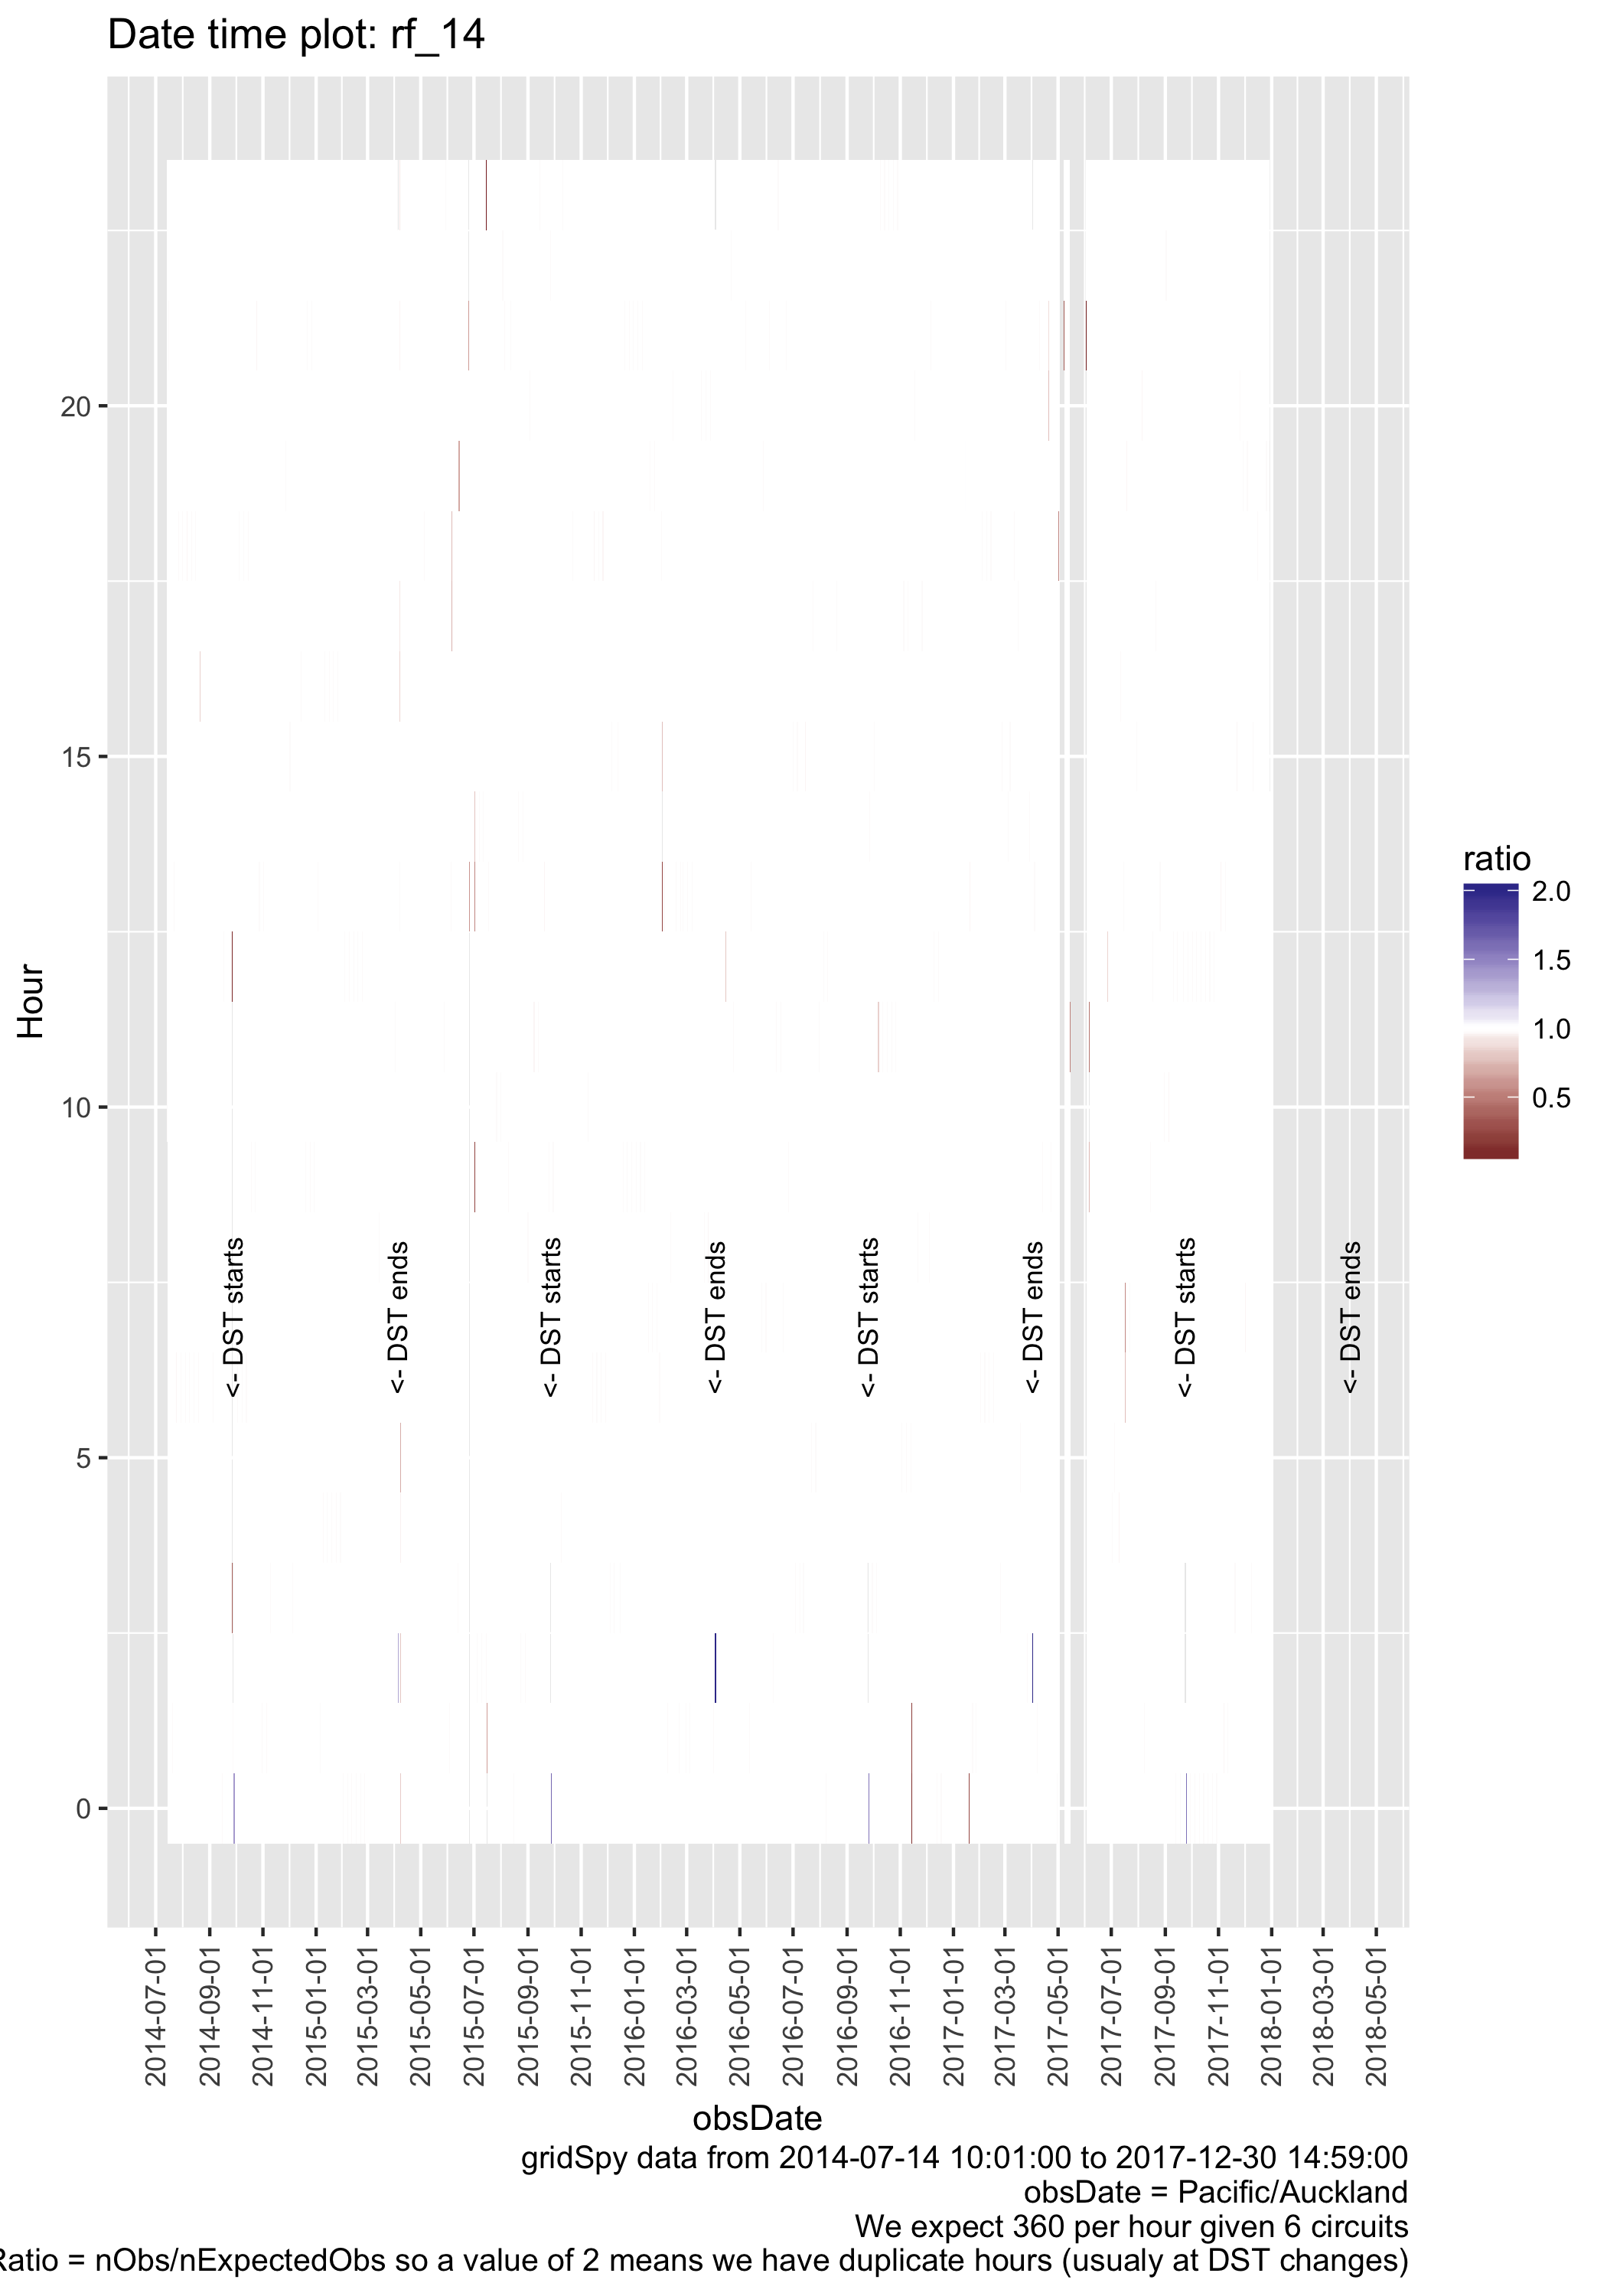 Date time plot: rf_14
20
15
10
5
0
Hour
<- DST starts
<- DST ends
<- DST starts
<- DST ends
<- DST starts
<- DST ends
<- DST starts
<- DST ends
ratio
2.0
1.5
1.0
0.5
2014-07-01
2014-09-01
2014-11-01
2015-01-01
2015-03-01
2015-05-01
2015-07-01
2015-09-01
2015-11-01
2016-01-01
2016-03-01
2016-05-01
2016-07-01
2016-09-01
2016-11-01
2017-01-01
2017-03-01
2017-05-01
2017-07-01
2017-09-01
2017-11-01
2018-01-01
2018-03-01
2018-05-01
obsDate
gridSpy data from 2014-07-14 10:01:00 to 2017-12-30 14:59:00
obsDate = Pacific/Auckland
We expect 360 per hour given 6 circuits
Ratio = nObs/nExpectedObs so a value of 2 means we have duplicate hours (usualy at DST changes)